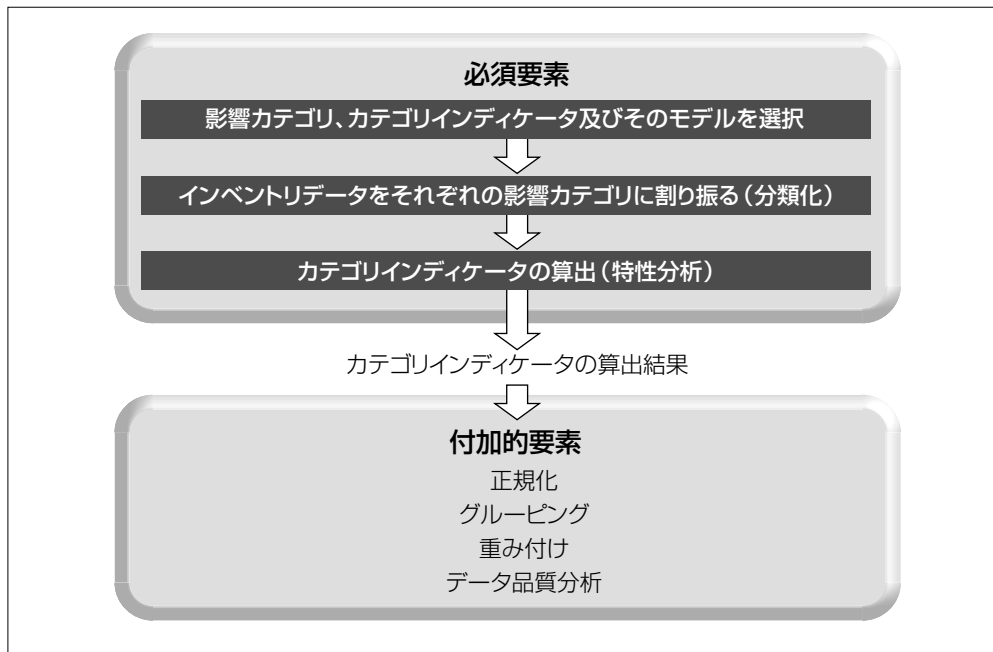 必須要素
影響カテゴリ、カテゴリインディケータ及びそのモデルを選択
インベントリデータをそれぞれの影響カテゴリに割り振る(分類化)
カテゴリインディケータの算出(特性分析)
カテゴリインディケータの算出結果
付加的要素
正規化
グルーピング
重み付け
データ品質分析